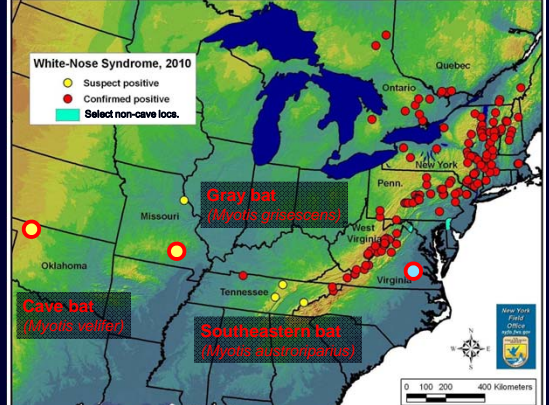 White-Nose Syndrome, 2010
Suspect positive
Confirmed positive
Select non-cave locs.
Quebec
Ontario
New York
Penn.
Gray bat
(Myotis grisescens)
Missouri
West
Virginia
Virginia
Oklahoma
Tennessee
Cave bat
(Myotis velifer)
Southeastern bat
(Myotis austroriparius)
New York
Field
Office
N
W
E
S
0 100 200 400 Kilometers